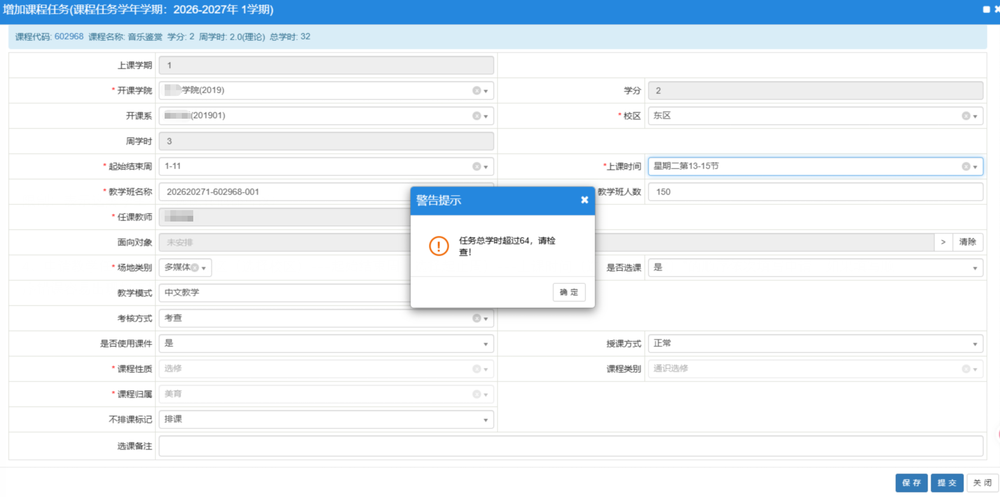 增加课程任务(课程任务学年学期：2026-2027年 1学期)
课程代码: 602968 课程名称: 音乐鉴赏 学分: 2 周学时: 2.0(理论) 总学时: 32
上课学期 1
* 开课学院 学院(2019) 学分 2
开课系 (201901) * 校区 东区
周学时 3
* 起始结束周 1-11 *上课时间 星期二第13-15节
* 教学班名称 202620271-602968-001 教学班人数 150
* 任课教师
面向对象 未安排 > 清除
* 场地类别 多媒体 是否选课 是
教学模式 中文教学
考核方式 考查
是否使用课件 是 授课方式 正常
* 课程性质 选修 课程类别 通识选修
* 课程归属 美育
不排课标记 排课
选课备注
警告提示
任务总学时超过64，请检
查!
确 定
保 存 提 交 关 闭